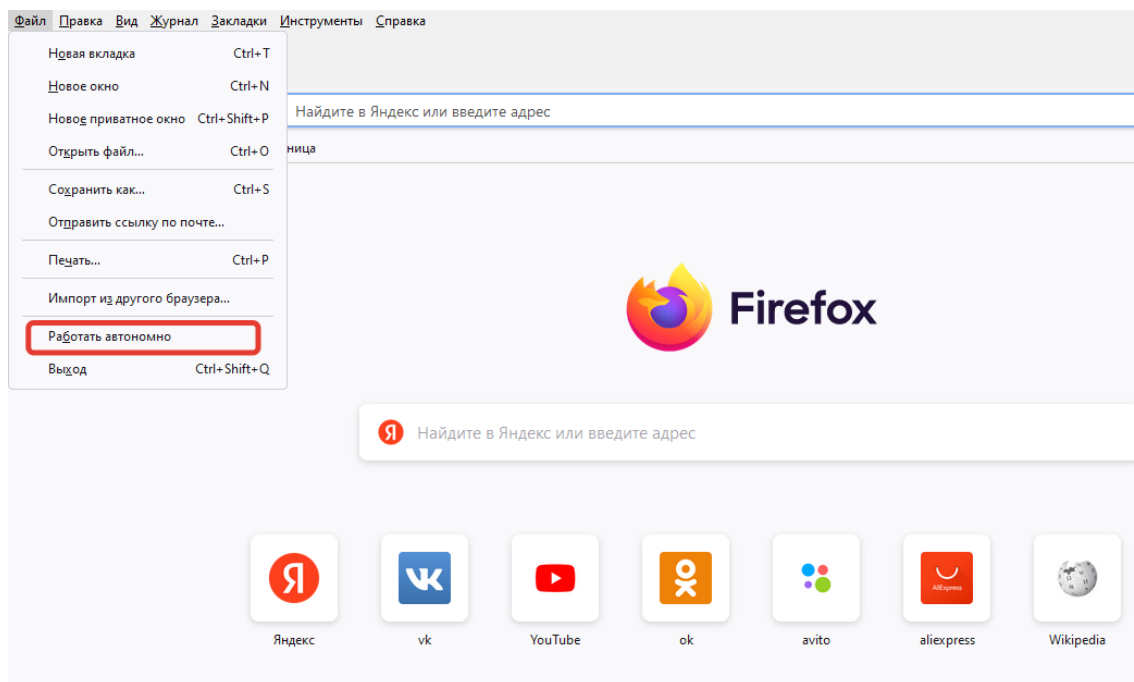 Файл Правка Вид Журнал Закладки Инструменты Справка
Новая вкладка Ctrl+T
Новое окно Ctrl+N
Новое приватное окно Ctrl+Shift+P
Открыть файл... Ctrl+O
Сохранить как... Ctrl+S
Отправить ссылку по почте...
Печать... Ctrl+P
Импорт из другого браузера...
Работать автономно
Выход Ctrl+Shift+Q
Найдите в Яндекс или введите адрес
ница
Firefox
Я Найдите в Яндекс или введите адрес
Я
AliExpress
Яндекс vk YouTube ok avito aliexpress Wikipedia